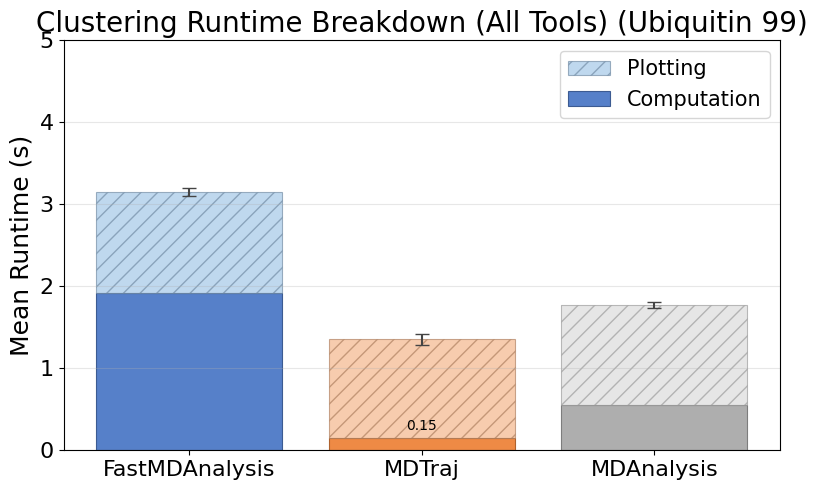 Clustering Runtime Breakdown (All Tools) (Ubiquitin 99)
5
4
3
2
1
0
Mean Runtime (s)
Plotting
Computation
0.15
FastMDAnalysis
MDTraj
MDAnalysis